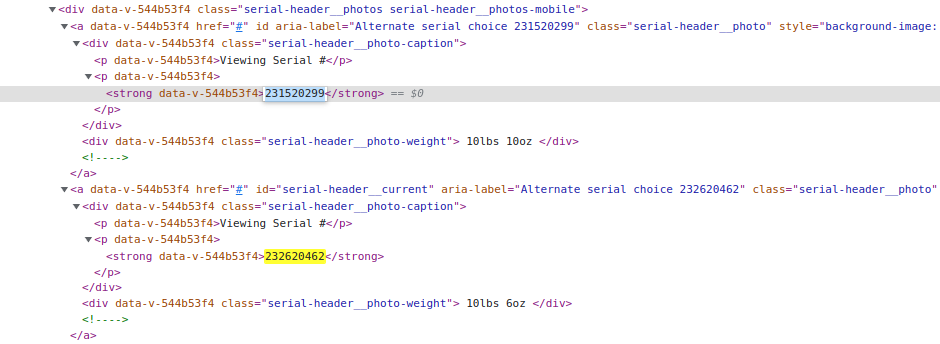 ▼<div data-v-544b53f4 class="serial-header__photos serial-header__photos-mobile">
▼<a data-v-544b53f4 href="#" id aria-label="Alternate serial choice 231520299" class="serial-header__photo" style="background-image:
▼<div data-v-544b53f4 class="serial-header__photo-caption">
<p data-v-544b53f4>Viewing Serial #</p>
▼<p data-v-544b53f4>
<strong data-v-544b53f4>231520299</strong> == $0
</p>
</div>
<div data-v-544b53f4 class="serial-header__photo-weight"> 10lbs 10oz </div>
<!---->
</a>
▼<a data-v-544b53f4 href="#" id="serial-header__current" aria-label="Alternate serial choice 232620462" class="serial-header__photo"
▼<div data-v-544b53f4 class="serial-header__photo-caption">
<p data-v-544b53f4>Viewing Serial #</p>
▼<p data-v-544b53f4>
<strong data-v-544b53f4>232620462</strong>
</p>
</div>
<div data-v-544b53f4 class="serial-header__photo-weight"> 10lbs 6oz </div>
<!---->
</a>